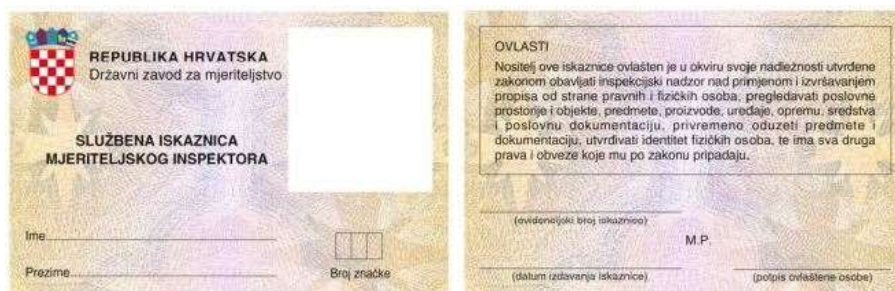 REPUBLIKA HRVATSKA
Državni zavod za mjeriteljstvo
SLUŽBENA ISKAZNICA
MJERITELJSKOG INSPEKTORA
Ime
Prezime
Broj značke
OVLASTI
Nositelj ove iskaznice ovlašten je u okviru svoje nadležnosti utvrđene
zakonom obavljati inspekcijski nadzor nad primjenom i izvršavanjem
propisa od strane pravnih i fizičkih osoba, pregledavati poslovne
prostorije i objekte, predmete, proizvode, uređaje, opremu, sredstva
i poslovnu dokumentaciju, privremeno oduzeti predmete i
dokumentaciju, utvrđivati identitet fizičkih osoba, te ima sva druga
prava i obveze koje mu po zakonu pripadaju.
(evidencijski broj iskaznice)
M.P.
(datum izdavanja iskaznice)
(potpis ovlaštene osobe)